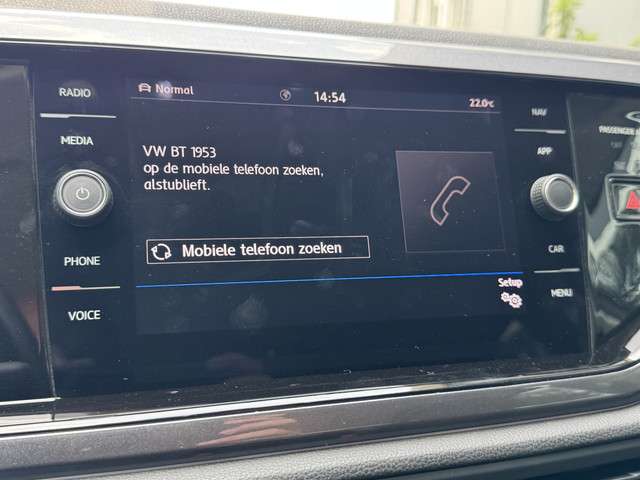 RADIO
MEDIA
PHONE
VOICE
Normal
14:54
22.0°C
VW BT 1953
op de mobiele telefoon zoeken,
alstublieft.
Mobiele telefoon zoeken
Setup
NAV
APP
CAR
MENU
PASSENGER